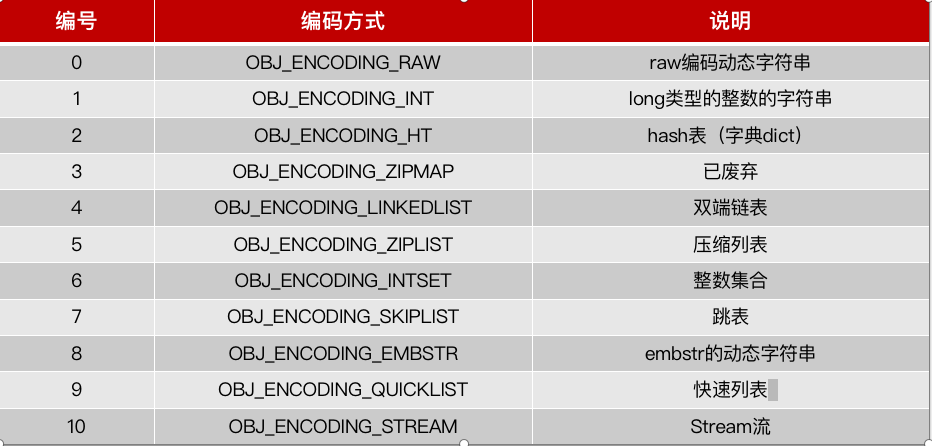 编号 编码方式 说明
0 OBJ_ENCODING_RAW raw编码动态字符串
1 OBJ_ENCODING_INT long类型的整数的字符串
2 OBJ_ENCODING_HT hash表（字典dict）
3 OBJ_ENCODING_ZIPMAP 已废弃
4 OBJ_ENCODING_LINKEDLIST 双端链表
5 OBJ_ENCODING_ZIPLIST 压缩列表
6 OBJ_ENCODING_INTSET 整数集合
7 OBJ_ENCODING_SKIPLIST 跳表
8 OBJ_ENCODING_EMBSTR embstr的动态字符串
9 OBJ_ENCODING_QUICKLIST 快速列表
10 OBJ_ENCODING_STREAM Stream流